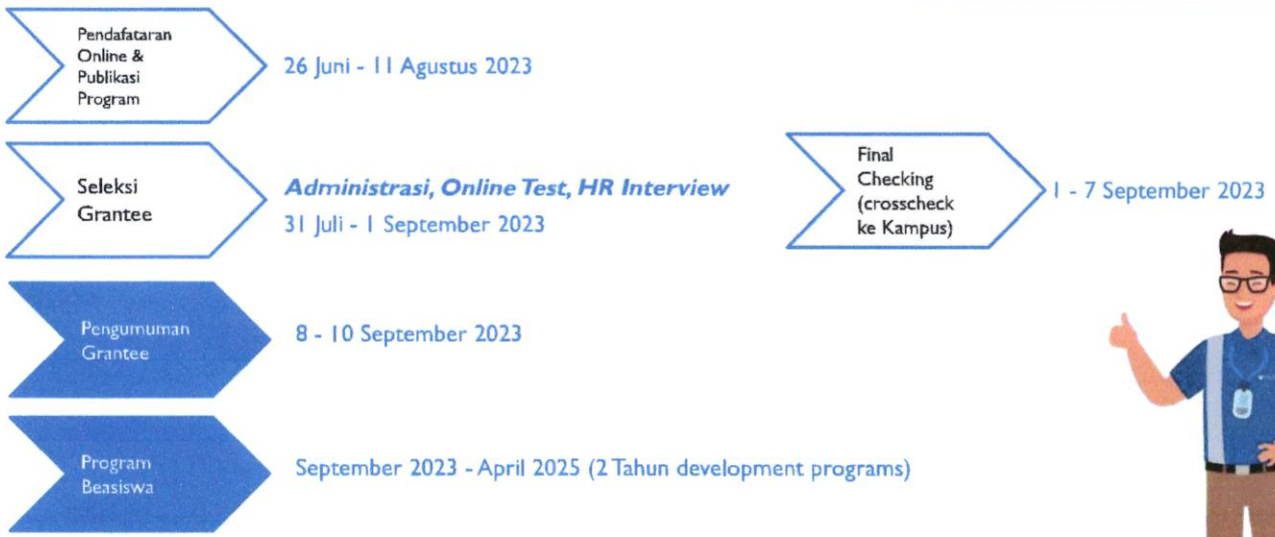 Pendafataran
Online &
Publikasi
Program
26 Juni - 11 Agustus 2023
Seleksi
Grantee
Administrasi, Online Test, HR Interview
31 Juli - 1 September 2023
Final
Checking
(crosscheck
ke Kampus)
1 - 7 September 2023
Pengumuman
Grantee
8 - 10 September 2023
Program
Beasiswa
September 2023 - April 2025 (2 Tahun development programs)